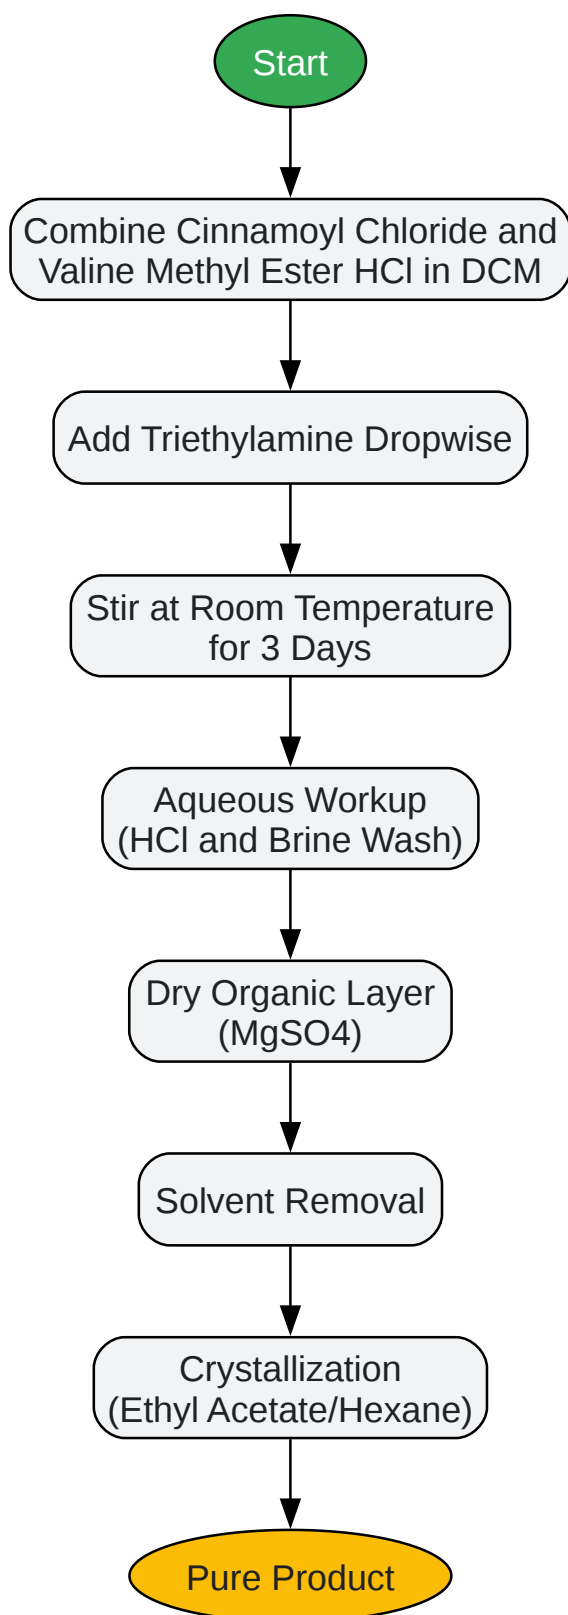 Start
Combine Cinnamoyl Chloride and
Valine Methyl Ester HCl in DCM
Add Triethylamine Dropwise
Stir at Room Temperature
for 3 Days
Aqueous Workup
(HCl and Brine Wash)
Dry Organic Layer
(MgSO4)
Solvent Removal
Crystallization
(Ethyl Acetate/Hexane)
Pure Product